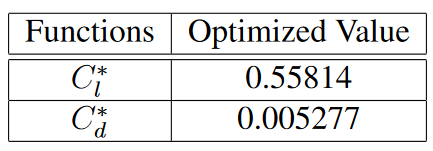 Functions Optimized Value
C_l^* 0.55814
C_d^* 0.005277